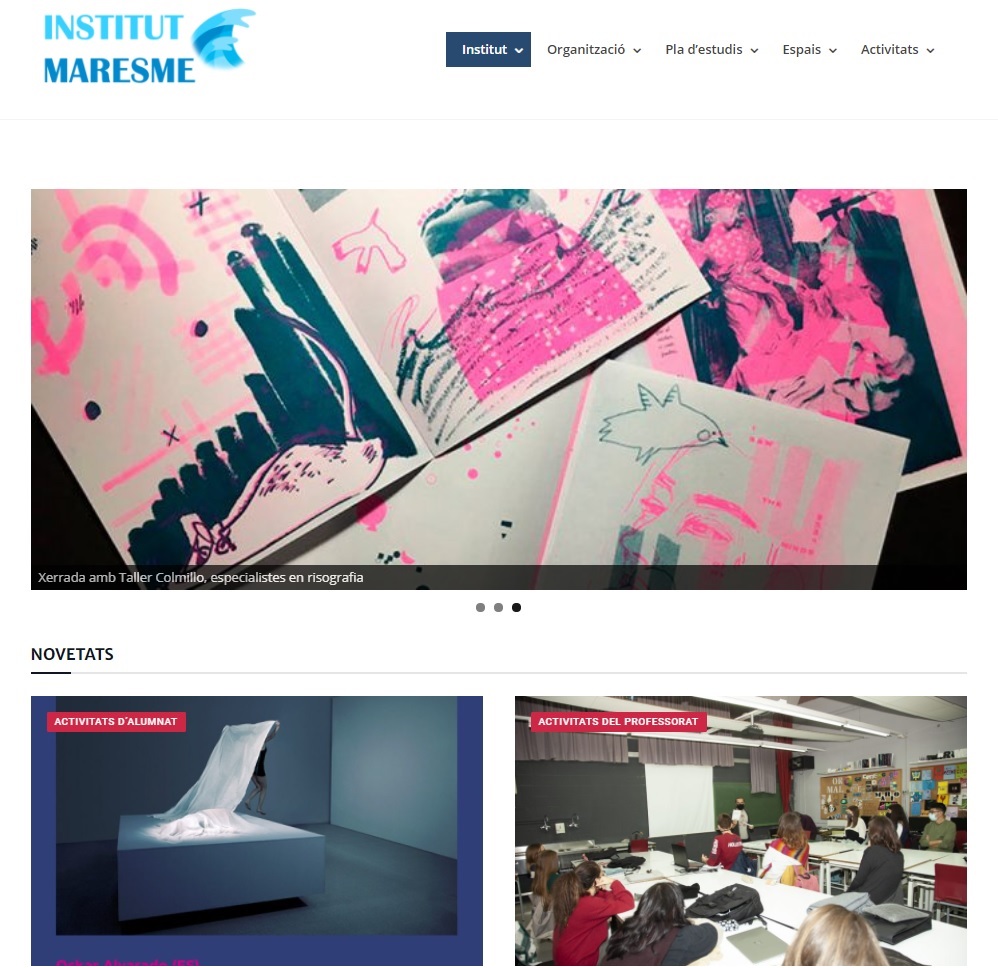 INSTITUT
MARESME
Institut
Organització
Pla d'estudis
Espais
Activitats
Xerrada amb Taller Colmillo, especialistes en risografia
NOVETATS
ACTIVITATS D'ALUMNAT
ACTIVITATS DEL PROFESSORAT